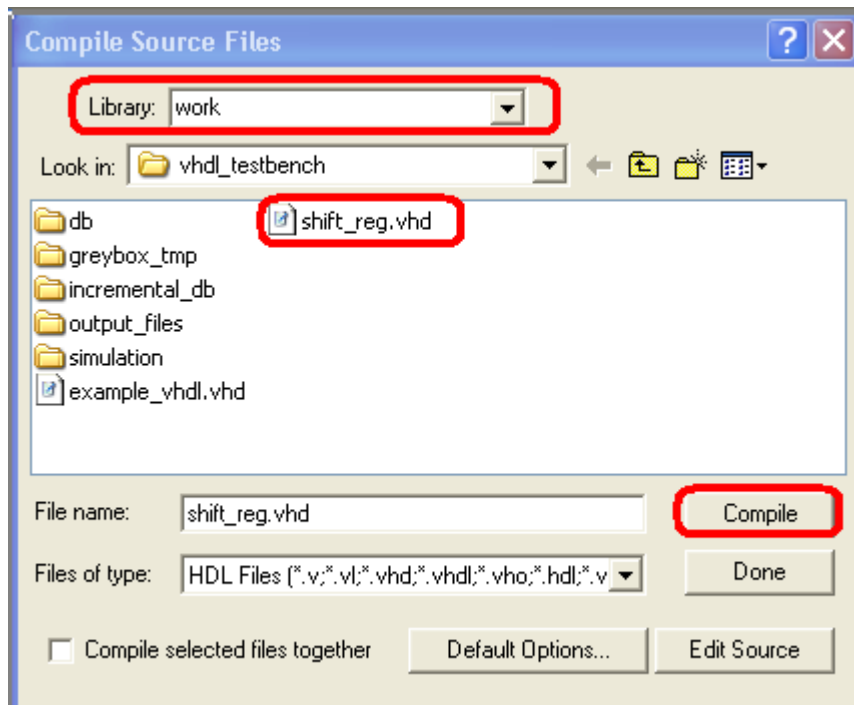 Compile Source Files
Library: work
Look in: vhdl_testbench
db shift_reg.vhd
greybox_tmp
incremental_db
output_files
simulation
example_vhdl.vhd
File name: shift_reg.vhd Compile
Files of type: HDL Files (*.v;*.vl;*.vhd;*.vhdl;*.vho;*.hdl;*.v Done
Compile selected files together Default Options... Edit Source